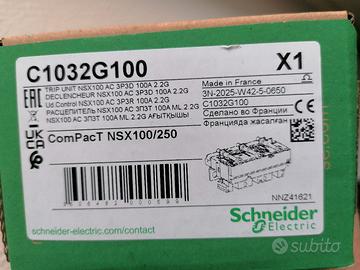 C1032G100
X1
TRIP UNIT NSX100 AC 3P3D 100A 2.2G
DECLENCHEUR NSX100 AC 3P3D 100A 2.2G
Ud Control NSX100 AC 3P3R 100A 2.2G
РАСЦЕПИТЕЛЬ NSX100 AC 3П3Т 100A ML 2.2G
NSX100 AC 3П3Т 100A ML 2.2G АҒЫТҚЫШЫ
Made in France
3N-2025-W42-5-0650
C1032G100
Сделано во Франции
Францияда жасалған
EAC
UK
CA
ComPacT NSX100/250
NNZ41621
Schneider
Electric
schneider-electric.com/contact
se.com
subito